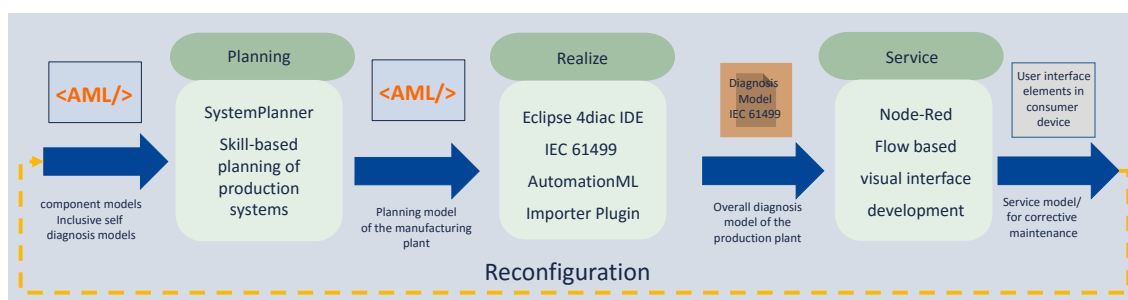 Planning
Realize
Service
<AML/>
component models
Inclusive self
diagnosis models
SystemPlanner
Skill-based
planning of
production
systems
<AML/>
Planning model
of the manufacturing
plant
Eclipse 4diac IDE
IEC 61499
AutomationML
Importer Plugin
Diagnosis
Model
IEC 61499
Overall diagnosis
model of the
production plant
Node-Red
Flow based
visual interface
development
User interface
elements in
consumer
device
Service model/
for corrective
maintenance
Reconfiguration